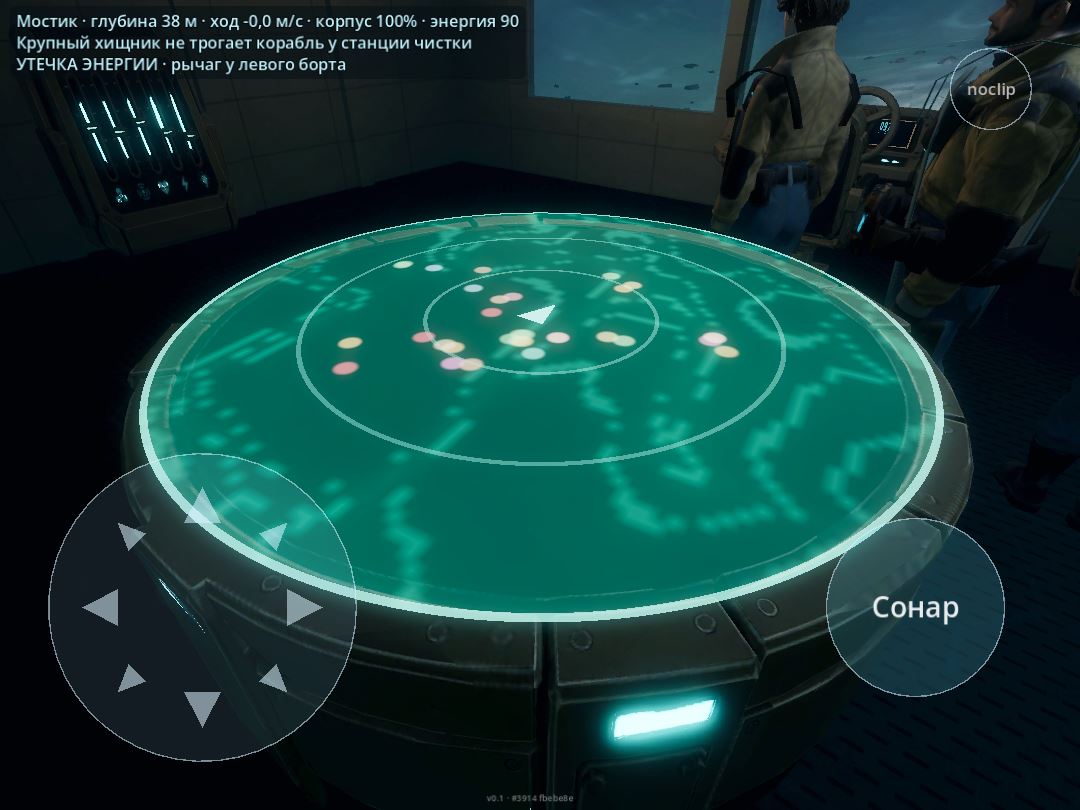 Мостик · глубина 38 м · ход -0,0 м/с · корпус 100% · энергия 90
Крупный хищник не трогает корабль у станции чистки
УТЕЧКА ЭНЕРГИИ · рычаг у левого борта
noclip
Сонар
v0.1 · #3914 fbebe8e